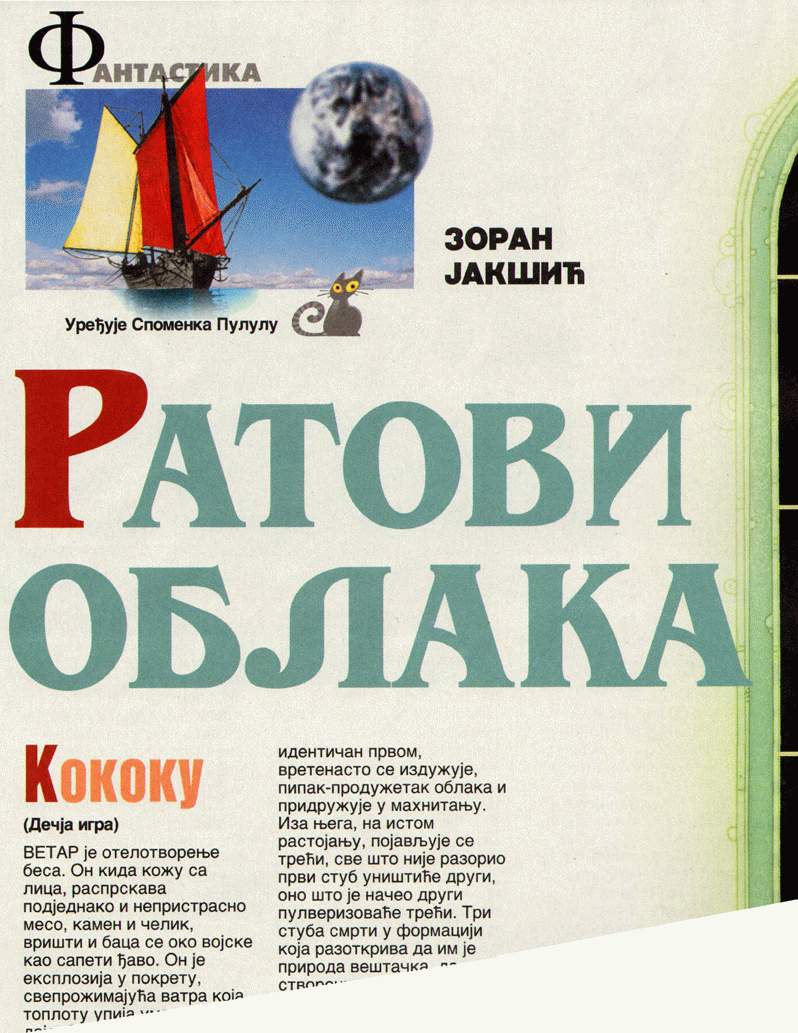 ФАНТАСТИКА
ЗОРАН
ЈАКШИЋ
Уређује Споменка Пулулу
РАТОВИ
ОБЛАКА
Кококу
(Дечја игра)
ВЕТАР је отелотворење
беса. Он кида кожу са
лица, распрскава
подједнако и непристрасно
месо, камен и челик,
вришти и баца се око војске
као сапети ђаво. Он је
експлозија у покрету,
свепрожимајућа ватра која
топлоту упија
идентичан првом,
вретенасто се издужује,
пипак-продужетак облака и
придружује у махнитању.
Иза њега, на истом
растојању, појављује се
трећи, све што није разорио
први стуб уништиће други,
оно што је начео други
пулверизоваће трећи. Три
стуба смрти у формацији
која разоткрива да им је
природа вештачка,